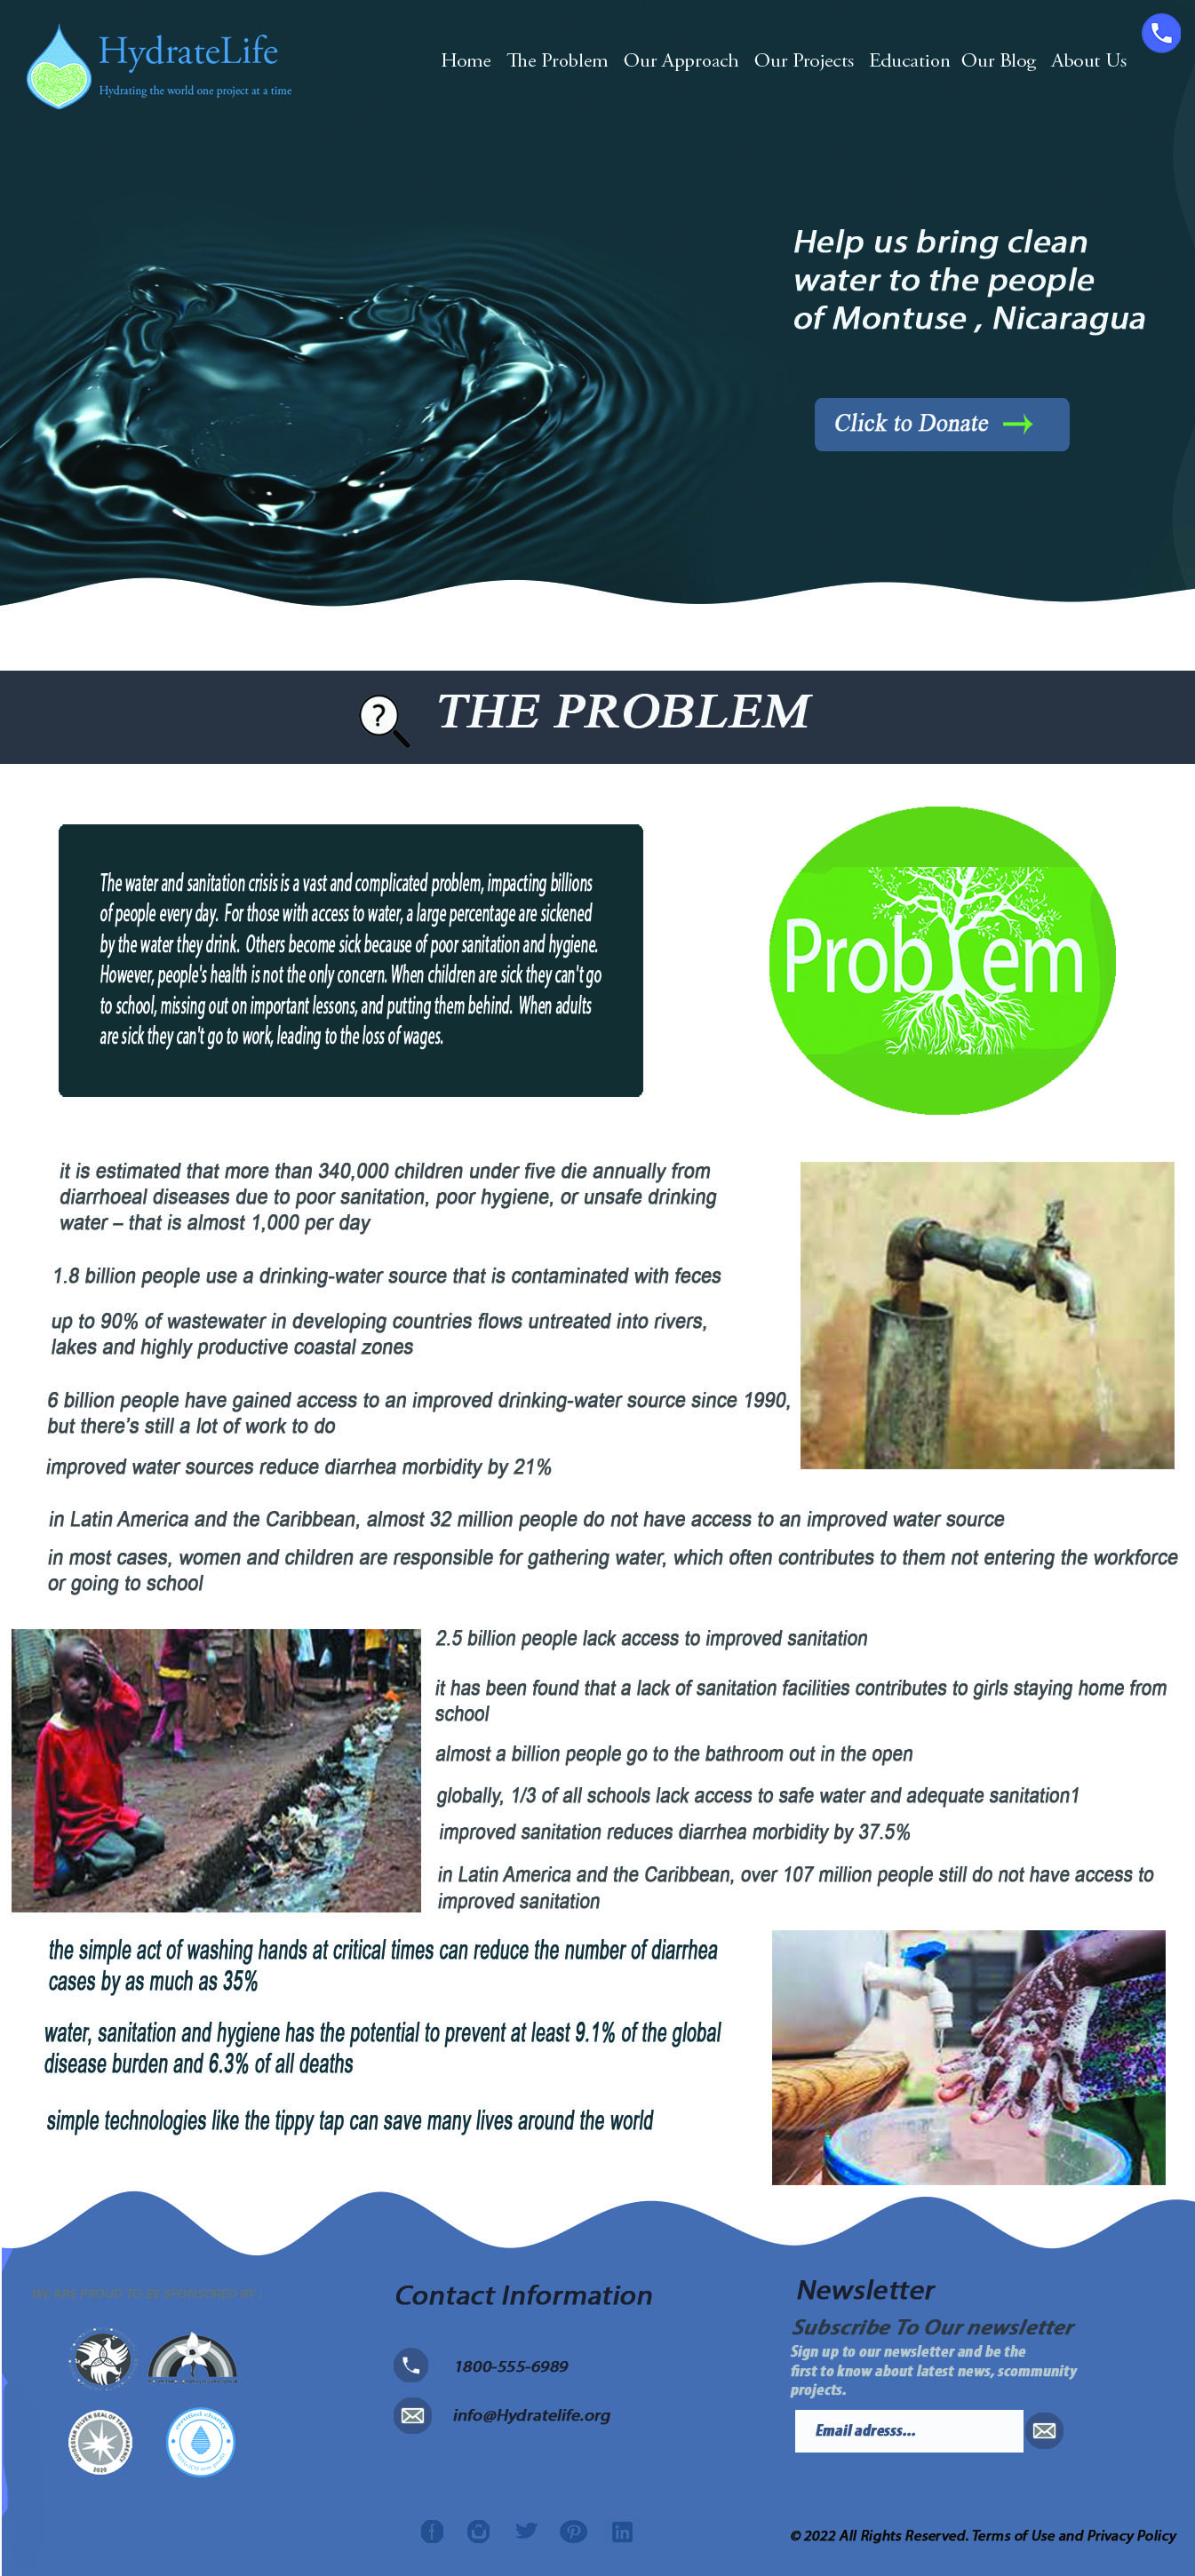 HydrateLife
Hydrating the world one project at a time
Home The Problem Our Approach Our Projects Education Our Blog About Us
Help us bring clean
water to the people
of Montuse , Nicaragua
Click to Donate
?
THE PROBLEM
The water and sanitation crisis is a vast and complicated problem, impacting billions
of people every day. For those with access to water, a large percentage are sickened
by the water they drink. Others become sick because of poor sanitation and hygiene.
However, people's health is not the only concern. When children are sick they can't go
to school, missing out on important lessons, and putting them behind. When adults
are sick they can't go to work, leading to the loss of wages.
Problem
it is estimated that more than 340,000 children under five die annually from
diarrhoeal diseases due to poor sanitation, poor hygiene, or unsafe drinking
water – that is almost 1,000 per day
1.8 billion people use a drinking-water source that is contaminated with feces
up to 90% of wastewater in developing countries flows untreated into rivers,
lakes and highly productive coastal zones
6 billion people have gained access to an improved drinking-water source since 1990,
but there’s still a lot of work to do
improved water sources reduce diarrhea morbidity by 21%
in Latin America and the Caribbean, almost 32 million people do not have access to an improved water source
in most cases, women and children are responsible for gathering water, which often contributes to them not entering the workforce
or going to school
2.5 billion people lack access to improved sanitation
it has been found that a lack of sanitation facilities contributes to girls staying home from
school
almost a billion people go to the bathroom out in the open
globally, 1/3 of all schools lack access to safe water and adequate sanitation1
improved sanitation reduces diarrhea morbidity by 37.5%
in Latin America and the Caribbean, over 107 million people still do not have access to
improved sanitation
the simple act of washing hands at critical times can reduce the number of diarrhea
cases by as much as 35%
water, sanitation and hygiene has the potential to prevent at least 9.1% of the global
disease burden and 6.3% of all deaths
simple technologies like the tippy tap can save many lives around the world
WE ARE PROUD TO BE SPONSORED BY :
GUIDESTAR SILVER SEAL OF TRANSPARENCY
2020
certified charity
Contact Information
1800-555-6989
info@Hydratelife.org
Newsletter
Subscribe To Our newsletter
Sign up to our newsletter and be the
first to know about latest news, scommunity
projects.
Email adresss...
© 2022 All Rights Reserved. Terms of Use and Privacy Policy